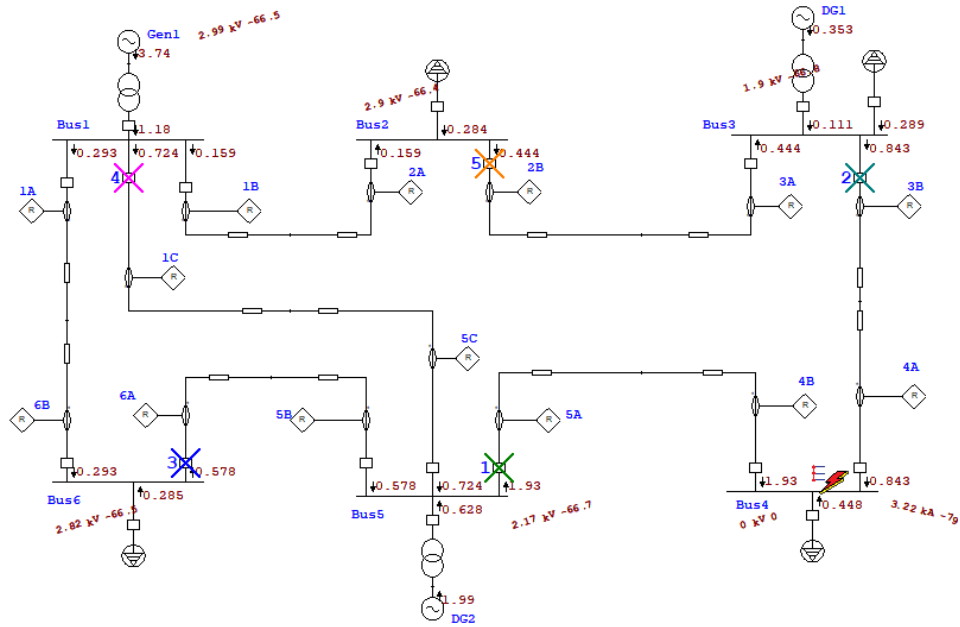 Gen1
2.99 kV -66.5
3.74
DG1
0.353
1.9 kV -66.8
2.9 kV -66.4
Bus1
1.18
Bus2
0.284
Bus3
0.111
0.289
0.293
0.724
0.159
0.159
0.444
0.444
0.843
4
5
2
1A
R
1B
R
2A
R
2B
R
3A
R
3B
R
1C
R
5C
R
6B
R
6A
R
5B
R
5A
R
4B
R
4A
R
3
1
0.293
0.578
0.578
0.724
1.93
1.93
0.843
Bus6
0.285
2.82 kV -66.5
Bus5
0.628
2.17 kV -66.7
Bus4
0.448
0 kV 0
3.22 kA -79
1.99
DG2